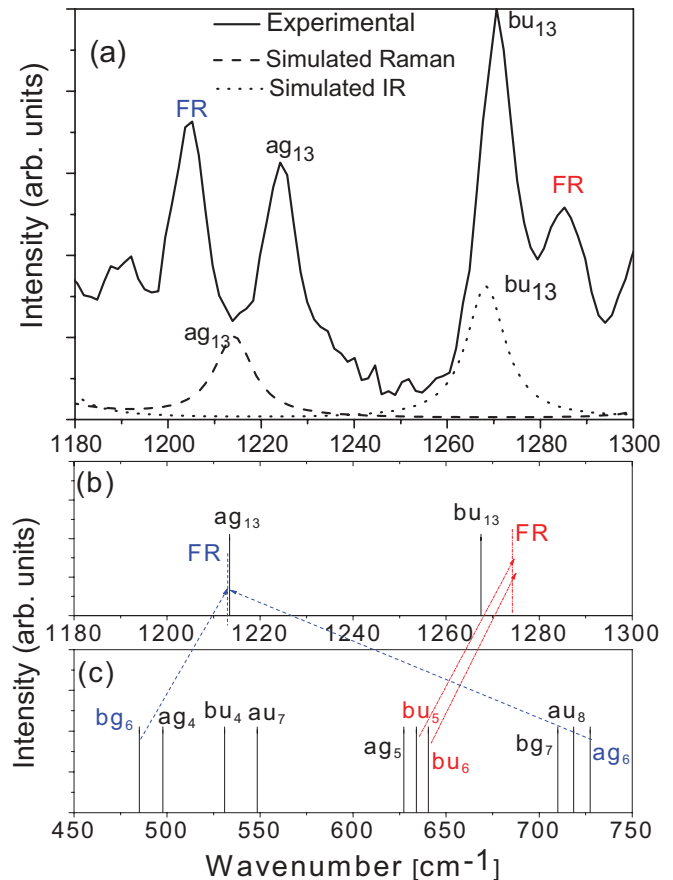 (a)
Experimental
Simulated Raman
Simulated IR
bu13
FR
ag13
FR
bu13
ag13
Intensity (arb. units)
1180 1200 1220 1240 1260 1280 1300
(b)
ag13
bu13
FR
FR
Intensity (arb. units)
1180 1200 1220 1240 1260 1280 1300
(c)
bg6
ag4
bu4
au7
bu5
au8
ag5
bu6
bg7
ag6
450 500 550 600 650 700 750
Wavenumber [cm-1]